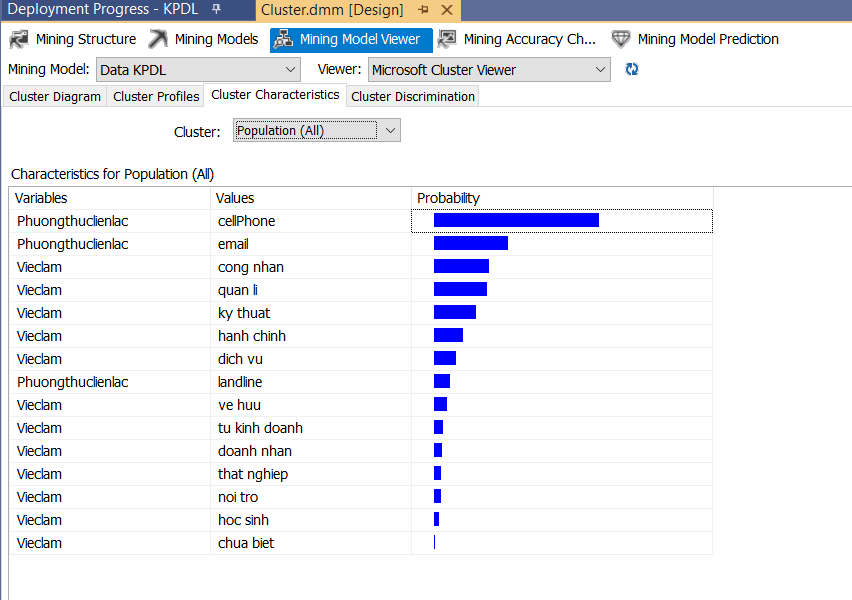 Deployment Progress - KPDL Cluster.dmm [Design]
Mining Structure Mining Models Mining Model Viewer Mining Accuracy Ch... Mining Model Prediction
Mining Model: Data KPDL Viewer: Microsoft Cluster Viewer
Cluster Diagram Cluster Profiles Cluster Characteristics Cluster Discrimination
Cluster: Population (All)
Characteristics for Population (All)
Variables Values Probability
Phuongthuclienlac cellPhone
Phuongthuclienlac email
Vieclam cong nhan
Vieclam quan li
Vieclam ky thuat
Vieclam hanh chinh
Vieclam dich vu
Phuongthuclienlac landline
Vieclam ve huu
Vieclam tu kinh doanh
Vieclam doanh nhan
Vieclam that nghiep
Vieclam noi tro
Vieclam hoc sinh
Vieclam chua biet